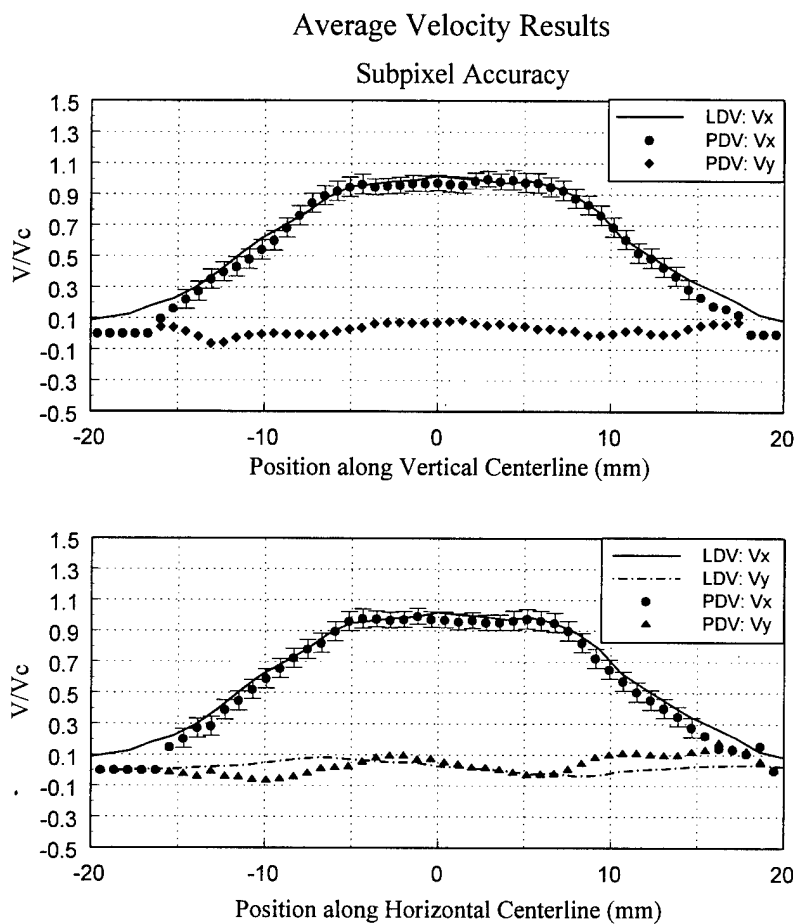 Average Velocity Results
Subpixel Accuracy
1.5
1.3
1.1
0.9
0.7
0.5
0.3
0.1
-0.1
-0.3
-0.5
V/Vc
LDV: Vx
PDV: Vx
PDV: Vy
-20
-10
0
10
20
Position along Vertical Centerline (mm)
1.5
1.3
1.1
0.9
0.7
0.5
0.3
0.1
-0.1
-0.3
-0.5
V/Vc
LDV: Vx
LDV: Vy
PDV: Vx
PDV: Vy
-20
-10
0
10
20
Position along Horizontal Centerline (mm)